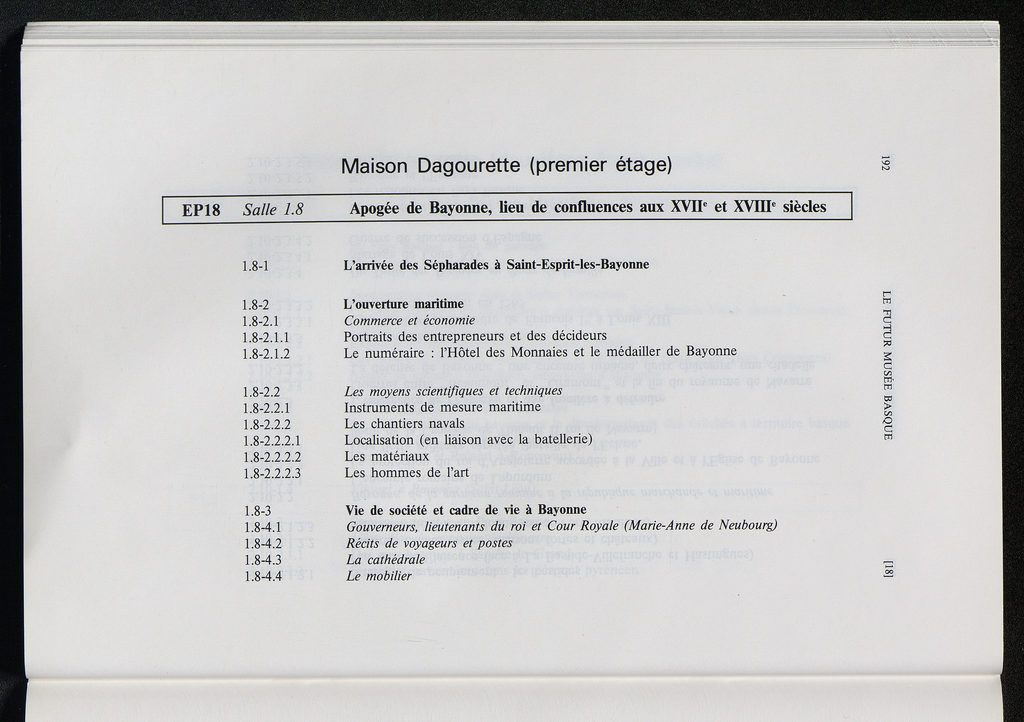 Maison Dagourette (premier étage)
EP18 Salle 1.8 Apogée de Bayonne, lieu de confluences aux XVIIe et XVIIIe siècles
1.8-1 L'arrivée des Sépharades à Saint-Esprit-les-Bayonne
1.8-2 L'ouverture maritime
1.8-2.1 Commerce et économie
1.8-2.1.1 Portraits des entrepreneurs et des décideurs
1.8-2.1.2 Le numéraire : l'Hôtel des Monnaies et le médailler de Bayonne
1.8-2.2 Les moyens scientifiques et techniques
1.8-2.2.1 Instruments de mesure maritime
1.8-2.2.2 Les chantiers navals
1.8-2.2.2.1 Localisation (en liaison avec la batellerie)
1.8-2.2.2.2 Les matériaux
1.8-2.2.2.3 Les hommes de l'art
1.8-3 Vie de société et cadre de vie à Bayonne
1.8-4.1 Gouverneurs, lieutenants du roi et Cour Royale (Marie-Anne de Neubourg)
1.8-4.2 Récits de voyageurs et postes
1.8-4.3 La cathédrale
1.8-4.4 Le mobilier
192
LE FUTUR MUSÉE BASQUE
[18]